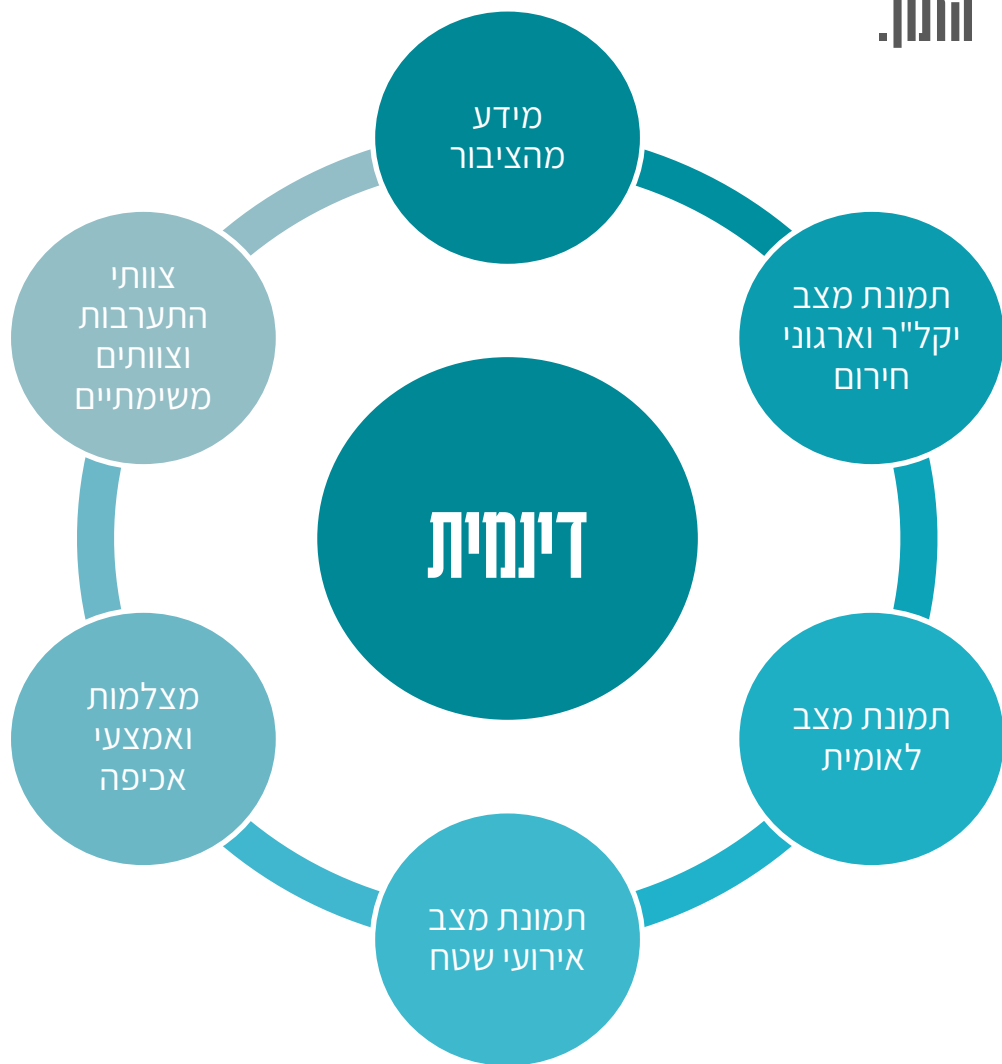 מידע
מהציבור
תמונת מצב
יקל"ר וארגוני
חירום
תמונת מצב
לאומית
תמונת מצב
אירועי שטח
מצלמות
ואמצעי
אכיפה
צוותי
התערבות
וצוותים
משימתיים
דינמית